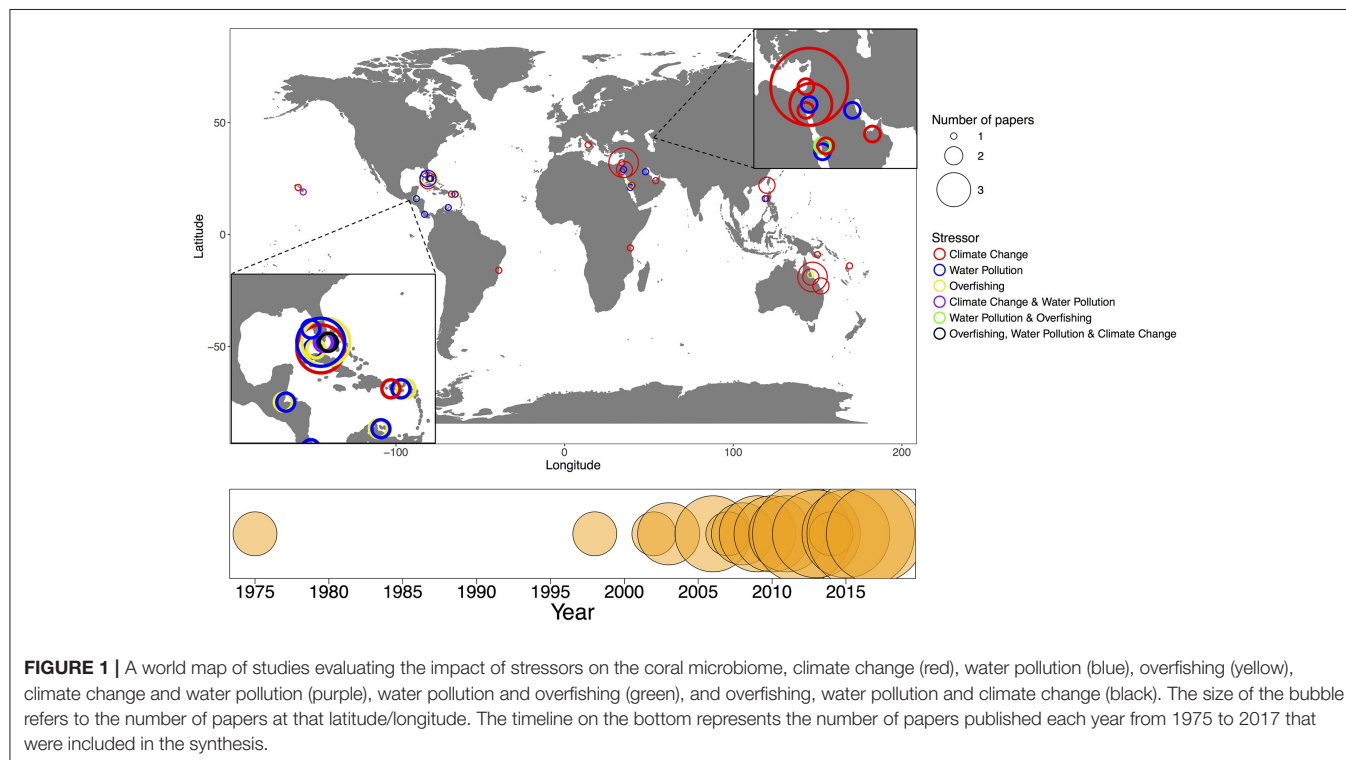 50
0
−50
Latitude
−100
0
100
200
Longitude
Number of papers
1
2
3
Stressor
Climate Change
Water Pollution
Overfishing
Climate Change & Water Pollution
Water Pollution & Overfishing
Overfishing, Water Pollution & Climate Change
1975 1980 1985 1990 1995 2000 2005 2010 2015
Year
FIGURE 1 | A world map of studies evaluating the impact of stressors on the coral microbiome, climate change (red), water pollution (blue), overfishing (yellow),
climate change and water pollution (purple), water pollution and overfishing (green), and overfishing, water pollution and climate change (black). The size of the bubble
refers to the number of papers at that latitude/longitude. The timeline on the bottom represents the number of papers published each year from 1975 to 2017 that
were included in the synthesis.